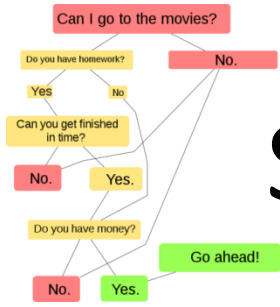 Can I go to the movies?
Do you have homework?
No.
Yes
No
Can you get finished
in time?
No.
Yes.
Do you have money?
Go ahead!
No.
Yes.
S